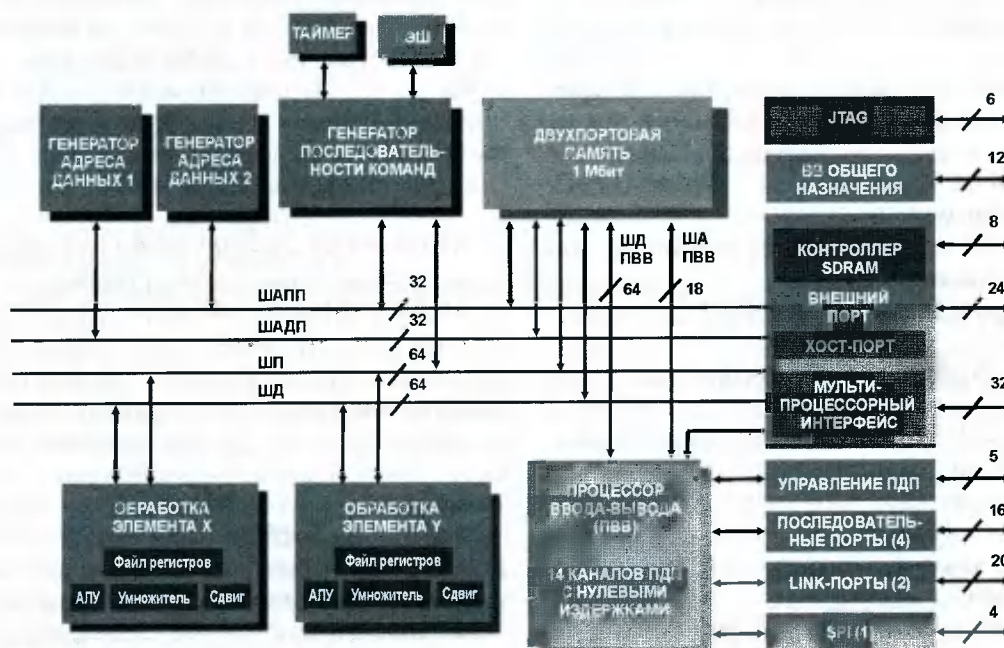 ТАЙМЕР
КЭШ
ГЕНЕРАТОР
АДРЕСА
ДАННЫХ 1
ГЕНЕРАТОР
АДРЕСА
ДАННЫХ 2
ГЕНЕРАТОР
ПОСЛЕДОВАТЕЛЬ-
НОСТИ КОМАНД
ДВУХПОРТОВАЯ
ПАМЯТЬ
1 Мбит
JTAG
6
ВВ ОБЩЕГО
НАЗНАЧЕНИЯ
12
КОНТРОЛЛЕР
SDRAM
8
ВНЕШНИЙ
ПОРТ
24
ХОСТ-ПОРТ
МУЛЬТИ-
ПРОЦЕССОРНЫЙ
ИНТЕРФЕЙС
32
ШД
ПВВ
64
ША
ПВВ
18
ШАПП
32
ШАДП
32
ШП
64
ШД
64
ОБРАБОТКА
ЭЛЕМЕНТА X
Файл регистров
АЛУ
Умножитель
Сдвиг
ОБРАБОТКА
ЭЛЕМЕНТА Y
Файл регистров
АЛУ
Умножитель
Сдвиг
ПРОЦЕССОР
ВВОДА-ВЫВОДА
(ПВВ)
14 КАНАЛОВ ПДП
С НУЛЕВЫМИ
ИЗДЕРЖКАМИ
УПРАВЛЕНИЕ ПДП
5
ПОСЛЕДОВАТЕЛЬ-
НЫЕ ПОРТЫ (4)
16
LINK-ПОРТЫ (2)
20
SPI (1)
4